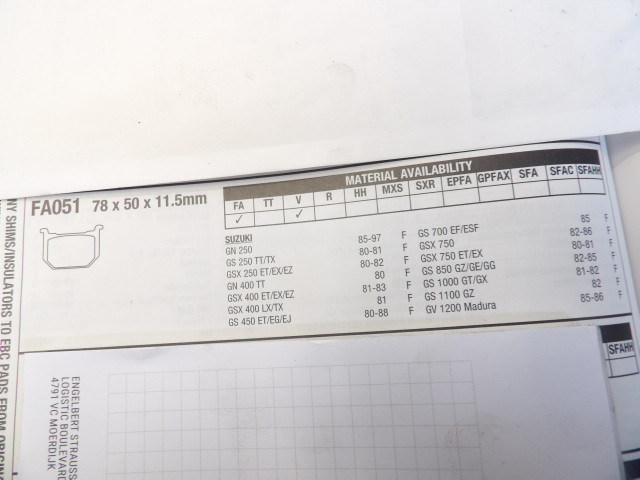 MATERIAL AVAILABILITY
FA051 78 x 50 x 11.5mm
FA TT V R HH MXS SXR EPFA GPFAX SFA SFAC SFAHH
✓ ✓
SUZUKI
GN 250 85-97 F
GS 250 TT/TX 80-81 F
GSX 250 ET/EX/EZ 80-82 F
GN 400 TT 80 F
GSX 400 ET/EX/EZ 81-83 F
GSX 400 LX/TX 81 F
GS 450 ET/EG/EJ 80-88 F
GS 700 EF/ESF 85 F
GSX 750 82-86 F
GSX 750 ET/EX 80-81 F
GS 850 GZ/GE/GG 82-85 F
GS 1000 GT/GX 81-82 F
GS 1100 GZ 82 F
GV 1200 Madura 85-86 F
SFAHH
NY SHIMS/INSULATORS TO EBC PADS FROM ORIGIN
ENGELBERT STRAUSS
LOGISTIC BOULEVARD
4791 VC MOERDIJK